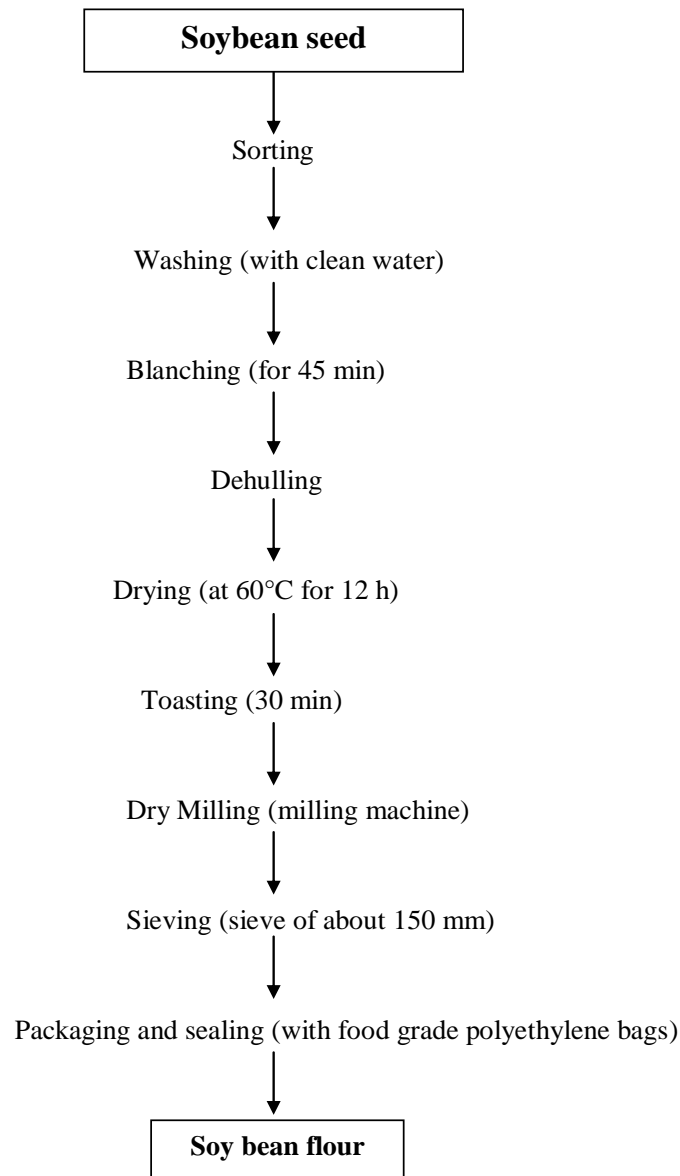 Soybean seed
Sorting
Washing (with clean water)
Blanching (for 45 min)
Dehulling
Drying (at 60°C for 12 h)
Toasting (30 min)
Dry Milling (milling machine)
Sieving (sieve of about 150 mm)
Packaging and sealing (with food grade polyethylene bags)
Soy bean flour